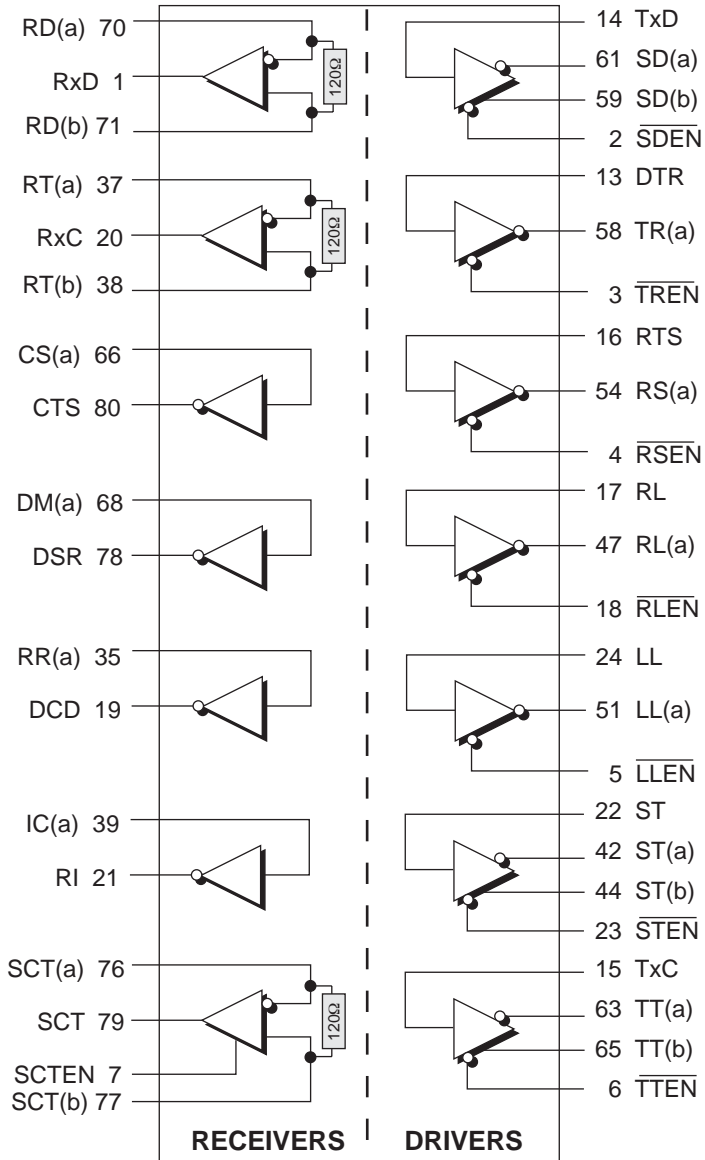 RD(a) 70
RxD 1
RD(b) 71
120Ω
RT(a) 37
RxC 20
RT(b) 38
120Ω
CS(a) 66
CTS 80
DM(a) 68
DSR 78
RR(a) 35
DCD 19
IC(a) 39
RI 21
SCT(a) 76
SCT 79
SCTEN 7
SCT(b) 77
120Ω
RECEIVERS
14 TxD
61 SD(a)
59 SD(b)
2 SDEN
13 DTR
58 TR(a)
3 TREN
16 RTS
54 RS(a)
4 RSEN
17 RL
47 RL(a)
18 RLEN
24 LL
51 LL(a)
5 LLEN
22 ST
42 ST(a)
44 ST(b)
23 STEN
15 TxC
63 TT(a)
65 TT(b)
6 TTEN
DRIVERS